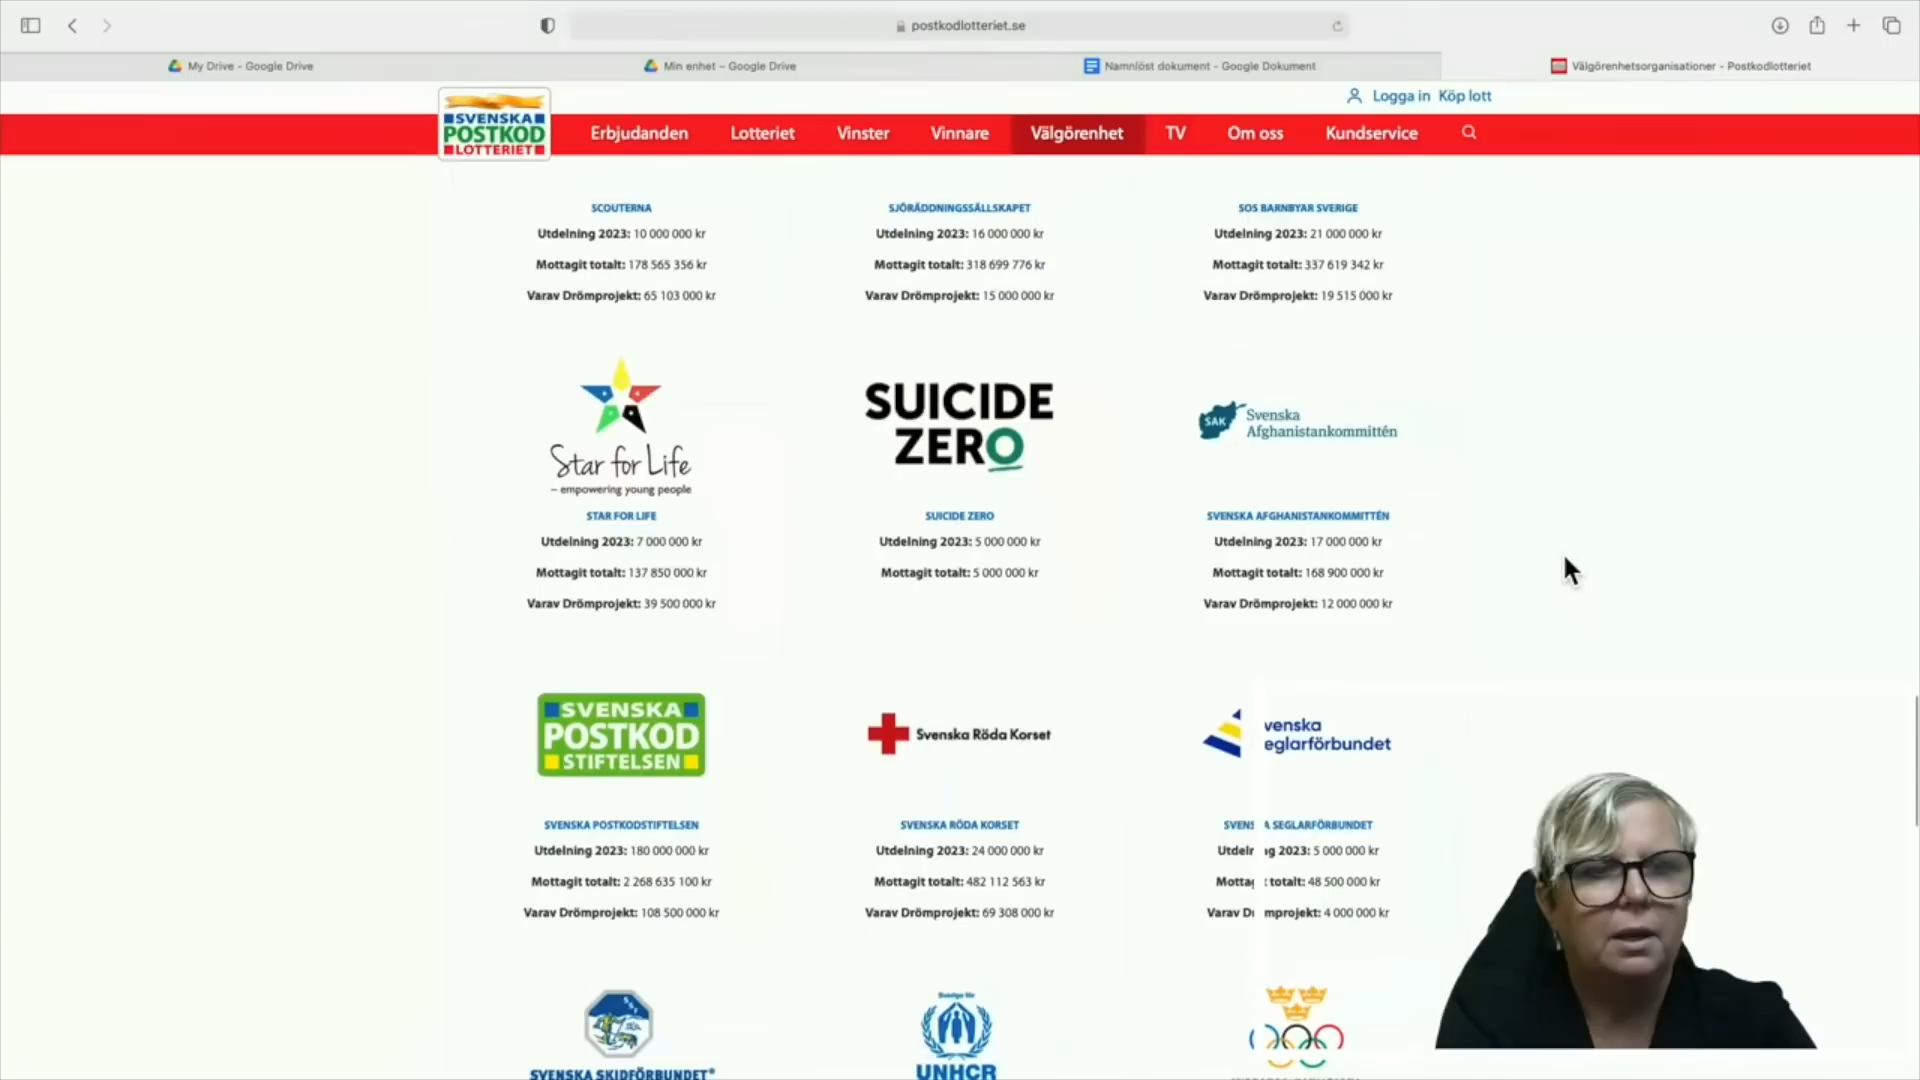 postkodlotteriet.se
My Drive - Google Drive
Min enhet – Google Drive
Namnlöst dokument - Google Dokument
Välgörenhetsorganisationer - Postkodlotteriet
Logga in Köp lott
SVENSKA
POSTKOD
LOTTERIET
Erbjudanden Lotteriet Vinster Vinnare Välgörenhet TV Om oss Kundservice
SCOUTERNA
Utdelning 2023: 10 000 000 kr
Mottagit totalt: 178 565 356 kr
Varav Drömprojekt: 65 103 000 kr
SJÖRÄDDNINGSSÄLLSKAPET
Utdelning 2023: 16 000 000 kr
Mottagit totalt: 318 699 776 kr
Varav Drömprojekt: 15 000 000 kr
SOS BARNBYAR SVERIGE
Utdelning 2023: 21 000 000 kr
Mottagit totalt: 337 619 342 kr
Varav Drömprojekt: 19 515 000 kr
Star for Life
– empowering young people
STAR FOR LIFE
Utdelning 2023: 7 000 000 kr
Mottagit totalt: 137 850 000 kr
Varav Drömprojekt: 39 500 000 kr
SUICIDE
ZERO
SUICIDE ZERO
Utdelning 2023: 5 000 000 kr
Mottagit totalt: 5 000 000 kr
SAK
Svenska
Afghanistankommittén
SVENSKA AFGHANISTANKOMMITTÉN
Utdelning 2023: 17 000 000 kr
Mottagit totalt: 168 900 000 kr
Varav Drömprojekt: 12 000 000 kr
SVENSKA
POSTKOD
STIFTELSEN
SVENSKA POSTKODSTIFTELSEN
Utdelning 2023: 180 000 000 kr
Mottagit totalt: 2 268 635 100 kr
Varav Drömprojekt: 108 500 000 kr
Svenska Röda Korset
SVENSKA RÖDA KORSET
Utdelning 2023: 24 000 000 kr
Mottagit totalt: 482 112 563 kr
Varav Drömprojekt: 69 308 000 kr
venska
eglarförbundet
SVENS A SEGLARFÖRBUNDET
Utdelr ng 2023: 5 000 000 kr
Mottag t totalt: 48 500 000 kr
Varav Dr mprojekt: 4 000 000 kr
SVENSKA SKIDFÖRBUNDET
Sverige för
UNHCR